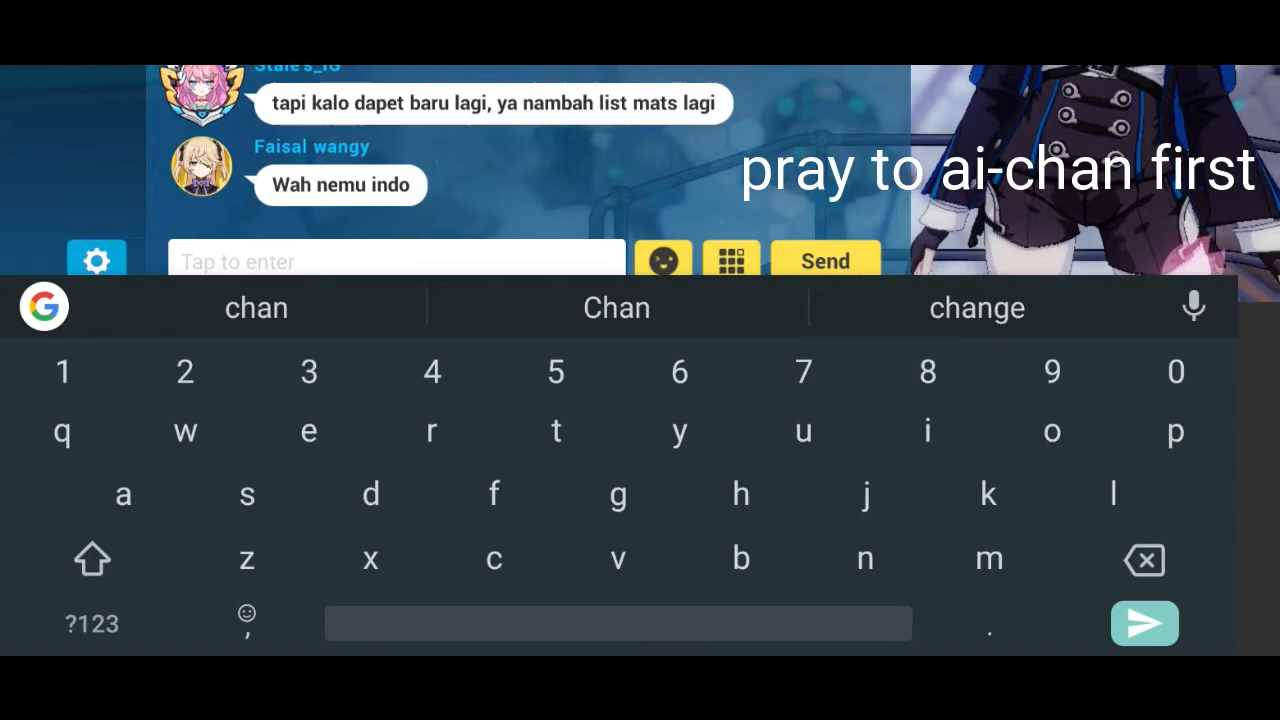 Stale's_IG
tapi kalo dapet baru lagi, ya nambah list mats lagi
Faisal wangy
Wah nemu indo
pray to ai-chan first
Tap to enter
Send
chan
Chan
change
1 2 3 4 5 6 7 8 9 0
q w e r t y u i o p
a s d f g h j k l
z x c v b n m
?123 , .